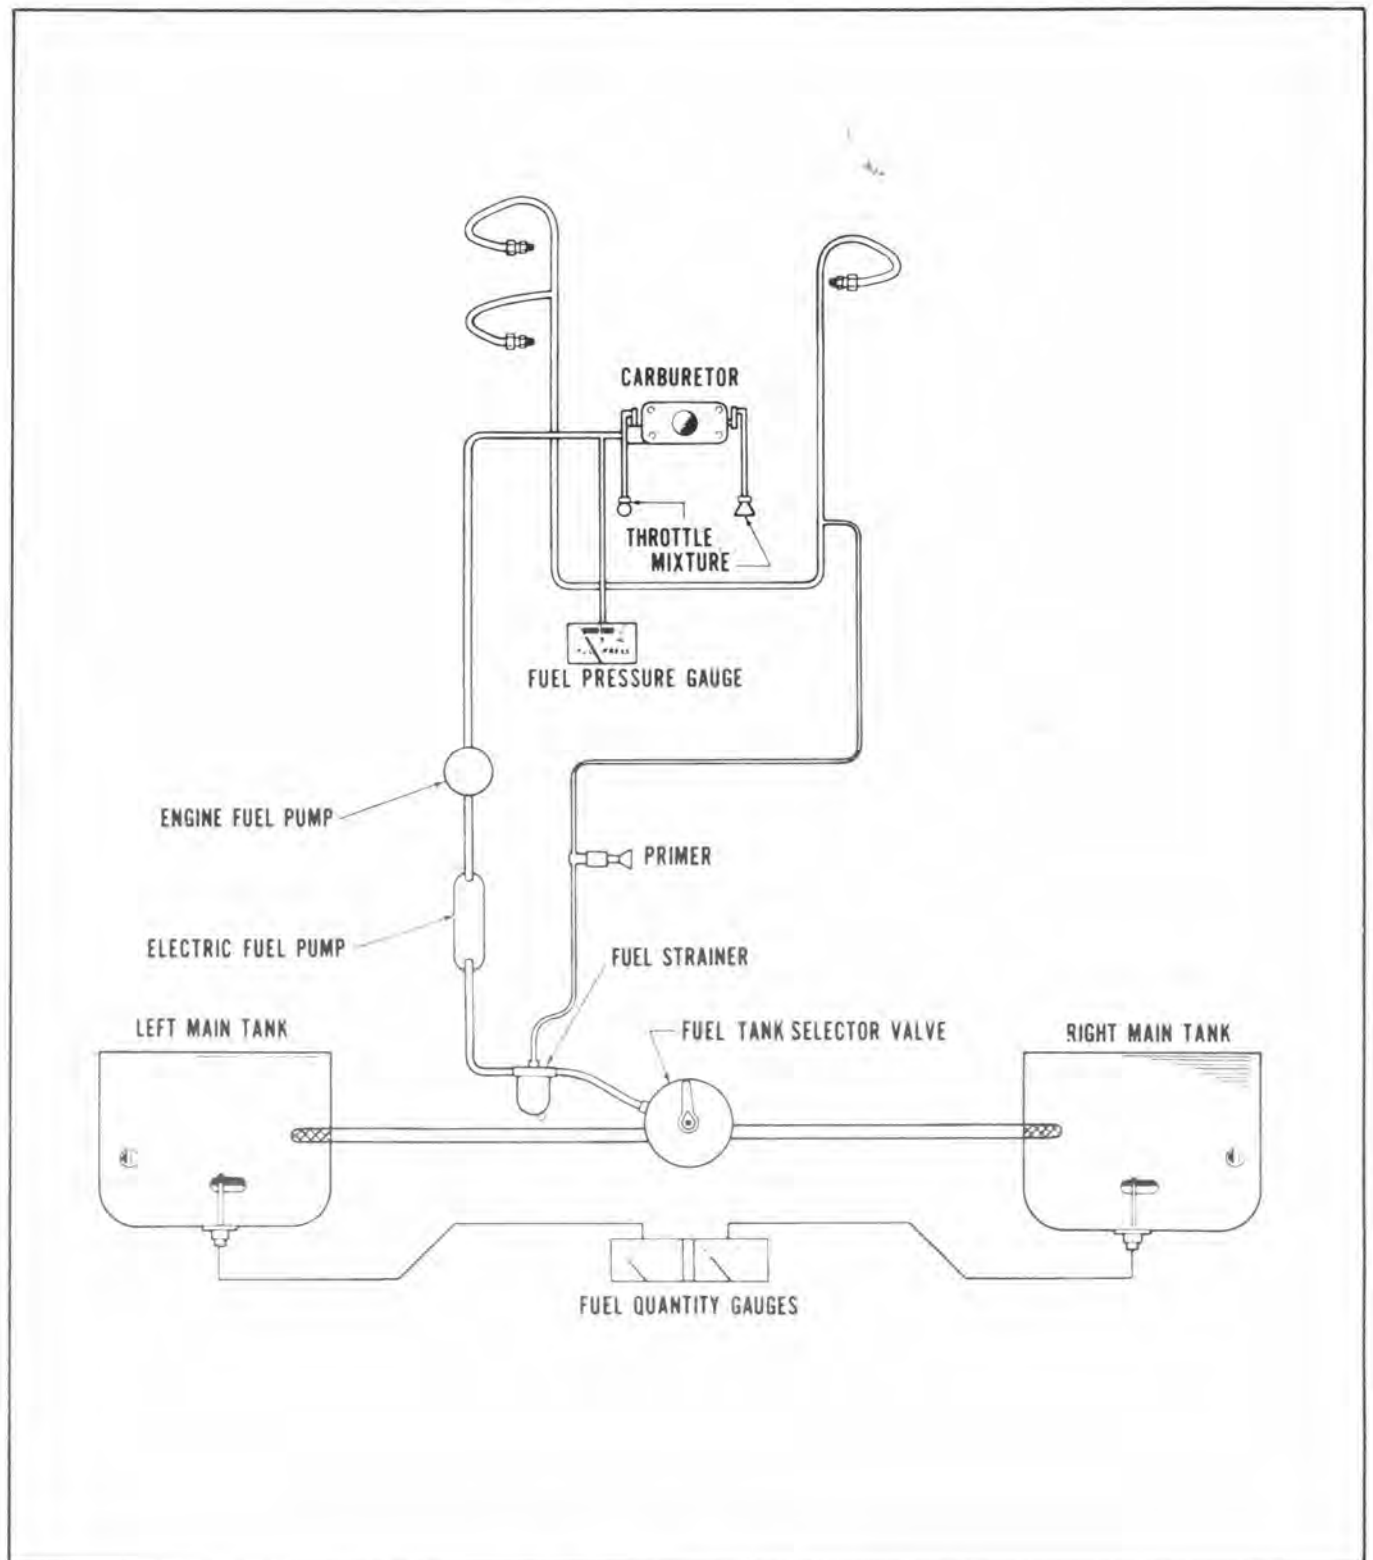 CARBURETOR
THROTTLE
MIXTURE
FUEL PRESSURE GAUGE
ENGINE FUEL PUMP
PRIMER
ELECTRIC FUEL PUMP
FUEL STRAINER
LEFT MAIN TANK
FUEL TANK SELECTOR VALVE
RIGHT MAIN TANK
FUEL QUANTITY GAUGES